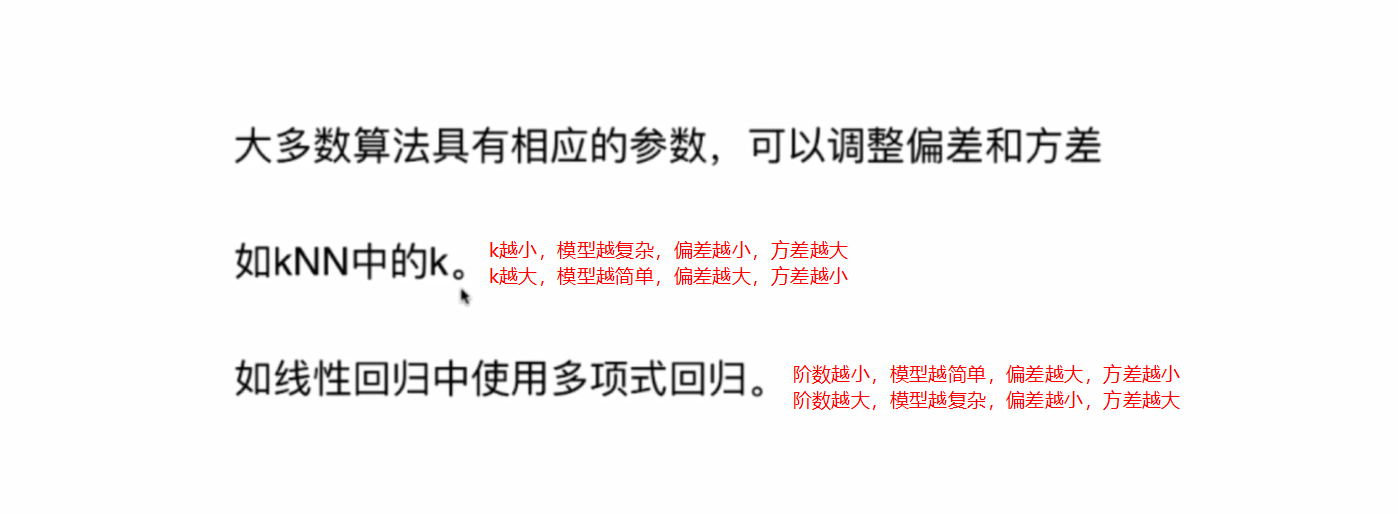 大多数算法具有相应的参数，可以调整偏差和方差
如kNN中的k。
k越小，模型越复杂，偏差越小，方差越大
k越大，模型越简单，偏差越大，方差越小
如线性回归中使用多项式回归。
阶数越小，模型越简单，偏差越大，方差越小
阶数越大，模型越复杂，偏差越小，方差越大